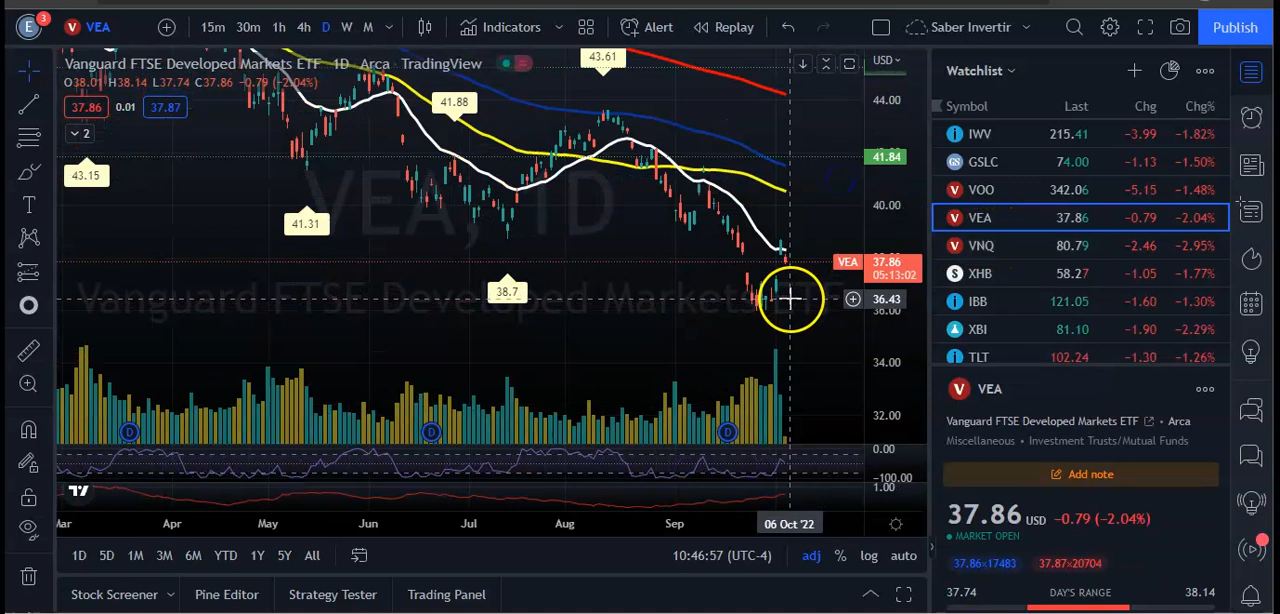 E 3 V VEA 15m 30m 1h 4h D W M Indicators Alert Replay Saber Invertir Publish
Vanguard FTSE Developed Markets ETF · 1D · Arca · TradingView
O38.01 H38.14 L37.74 C37.86 -0.79 (-2.04%)
37.86 0.01 37.87
2
43.15
41.31
41.88
38.7
43.61
VEA, 1D
Vanguard FTSE Developed Markets ETF
USD
44.00
41.84
40.00
VEA 37.86
05:13:02
36.43
36.00
34.00
32.00
0.00
-100.00
1.00
D D D
Mar Apr May Jun Jul Aug Sep 06 Oct '22
1D 5D 1M 3M 6M YTD 1Y 5Y All 10:46:57 (UTC-4) adj % log auto
Stock Screener Pine Editor Strategy Tester Trading Panel
Watchlist
Symbol Last Chg Chg%
IWV 215.41 -3.99 -1.82%
GSLC 74.00 -1.13 -1.50%
VOO 342.06 -5.15 -1.48%
VEA 37.86 -0.79 -2.04%
VNQ 80.79 -2.46 -2.95%
XHB 58.27 -1.05 -1.77%
IBB 121.05 -1.60 -1.30%
XBI 81.10 -1.90 -2.29%
TLT 102.24 -1.30 -1.26%
V VEA
Vanguard FTSE Developed Markets ETF · Arca
Miscellaneous · Investment Trusts/Mutual Funds
Add note
37.86 USD -0.79 (-2.04%)
MARKET OPEN
37.86×17483 37.87×20704
37.74 DAY'S RANGE 38.14